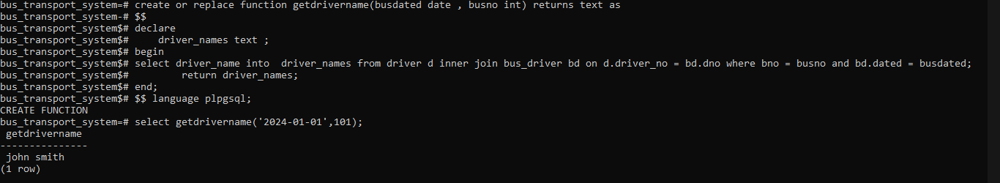 bus_transport_system=# create or replace function getdrivername(busdated date , busno int) returns text as
bus_transport_system-# $$
bus_transport_system$# declare
bus_transport_system$#     driver_names text ;
bus_transport_system$# begin
bus_transport_system$# select driver_name into  driver_names from driver d inner join bus_driver bd on d.driver_no = bd.dno where bno = busno and bd.dated = busdated;
bus_transport_system$#         return driver_names;
bus_transport_system$# end;
bus_transport_system$# $$ language plpgsql;
CREATE FUNCTION
bus_transport_system=# select getdrivername('2024-01-01',101);
 getdrivername
---------------
 john smith
(1 row)